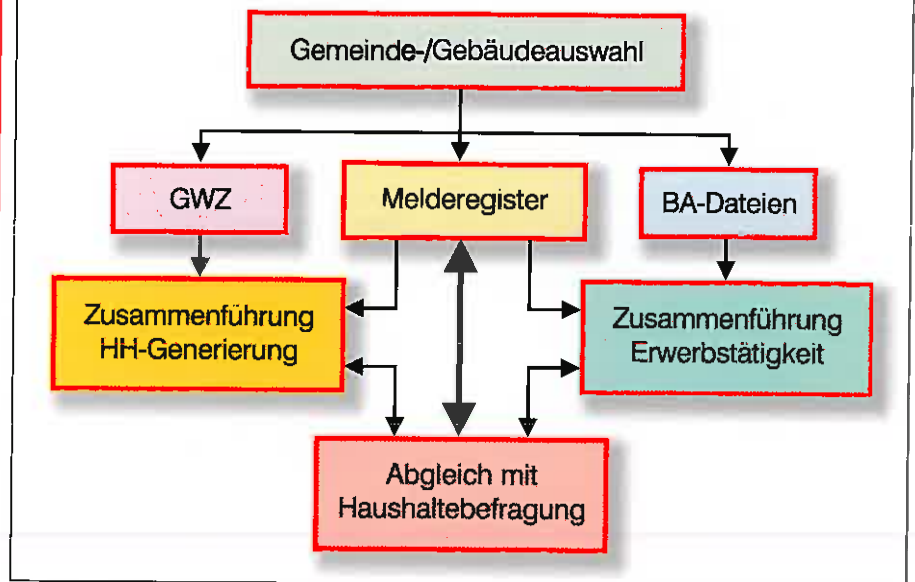 Gemeinde-/Gebäudeauswahl
GWZ
Melderegister
BA-Dateien
Zusammenführung
HH-Generierung
Zusammenführung
Erwerbstätigkeit
Abgleich mit
Haushaltebefragung